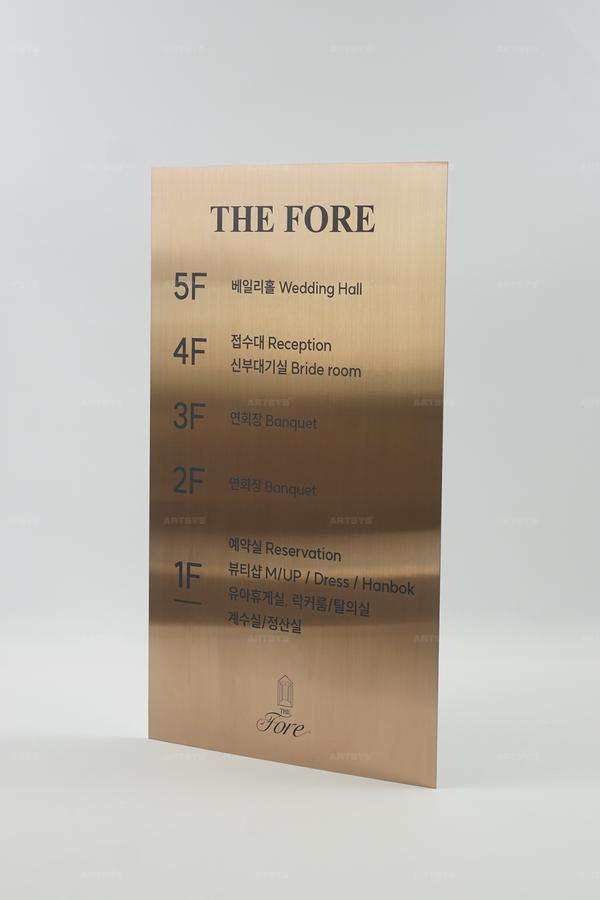 THE FORE
5F 베일리홀 Wedding Hall
4F 접수대 Reception
신부대기실 Bride room
3F 연회장 Banquet
2F 연회장 Banquet
1F 예약실 Reservation
뷰티샵 M/UP / Dress / Hanbok
유아휴게실, 락커룸/탈의실
계수실/정산실
THE
Fore
ARTSYS